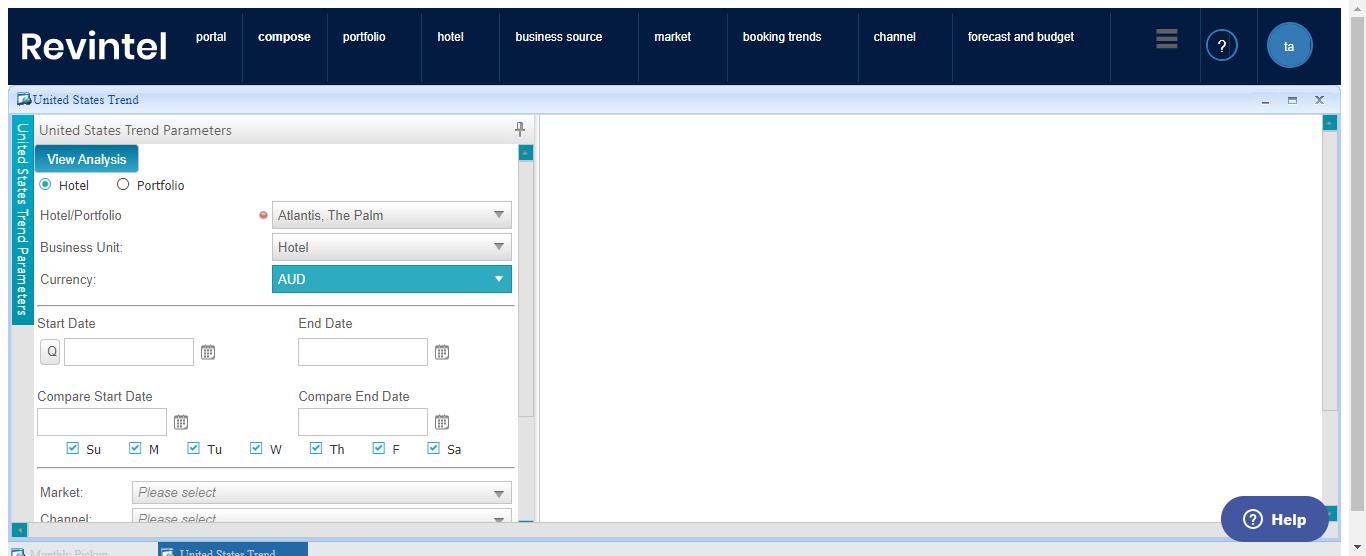 Revintel
portal compose portfolio hotel business source market booking trends channel forecast and budget ? ta
United States Trend
United States Trend Parameters
United States Trend Parameters
View Analysis
Hotel Portfolio
Hotel/Portfolio Atlantis, The Palm
Business Unit: Hotel
Currency: AUD
Start Date End Date
Q
Compare Start Date Compare End Date
Su M Tu W Th F Sa
Market: Please select
Channel: Please select
? Help
Monthly Pickup United States Trend